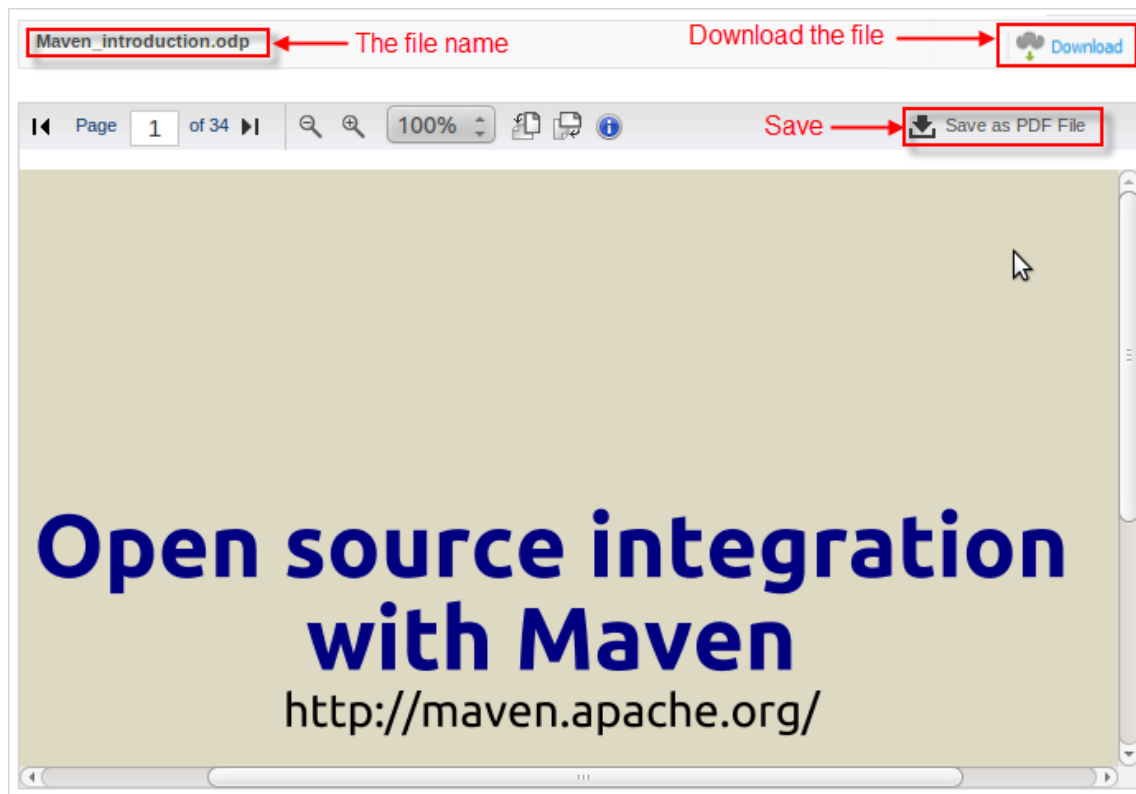 Maven_introduction.odp The file name Download the file Download
Page 1 of 34 100% Save Save as PDF File
Open source integration
with Maven
http://maven.apache.org/